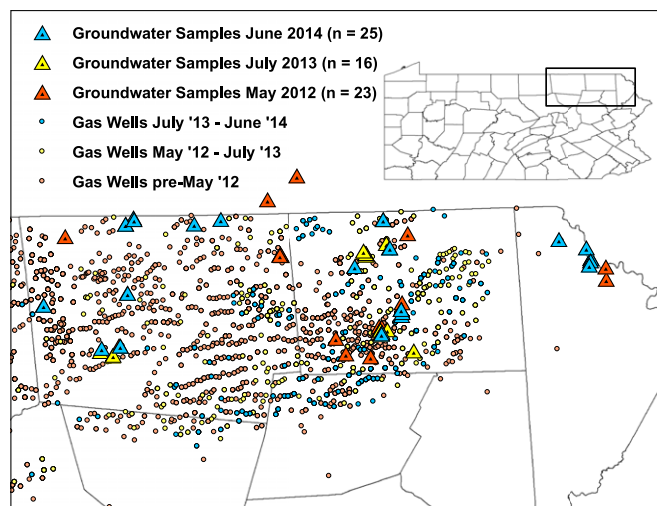 Groundwater Samples June 2014 (n = 25)
Groundwater Samples July 2013 (n = 16)
Groundwater Samples May 2012 (n = 23)
Gas Wells July '13 - June '14
Gas Wells May '12 - July '13
Gas Wells pre-May '12